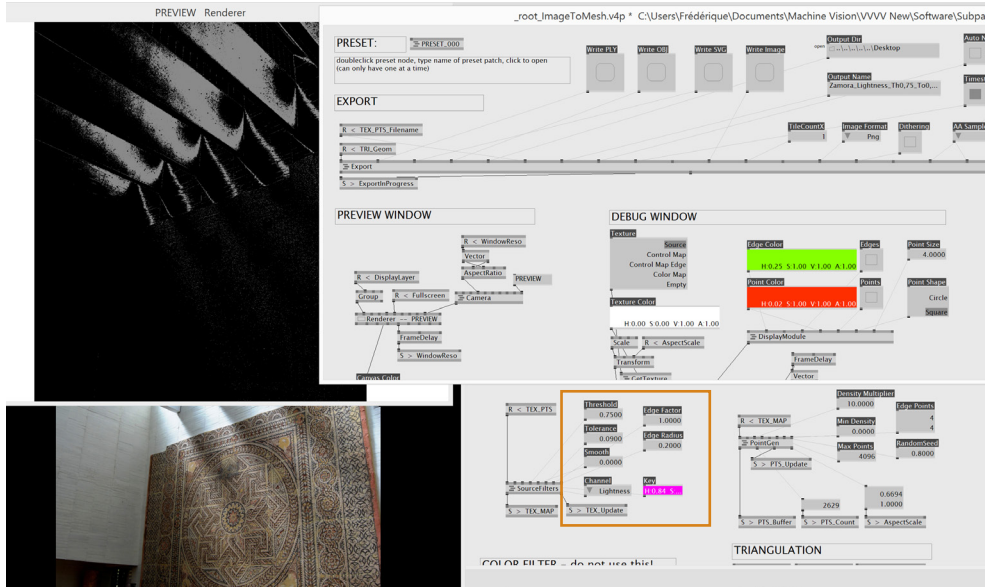 PREVIEW Renderer
_root_ImageToMesh.v4p * C:\Users\Frédérique\Documents\Machine Vision\VVVV New\Software\Subpa
PRESET:
PRESET_000
doubleclick preset node, type name of preset patch, click to open
(can only have one at a time)
Write PLY
Write OBJ
Write SVG
Write Image
open
Output Dir
..\..\..\..\..\Desktop
Auto N
Output Name
Zamora_Lightness_Th0,75_To0,...
Timest
EXPORT
R < TEX_PTS_Filename
R < TRI_Geom
TileCountX
1
Image Format
Png
Dithering
AA Sample
Export
S > ExportInProgress
PREVIEW WINDOW
R < WindowReso
Vector
AspectRatio
PREVIEW
R < DisplayLayer
Group
R < Fullscreen
Camera
Renderer -- PREVIEW
FrameDelay
S > WindowReso
Canvas Color
DEBUG WINDOW
Texture
Source
Control Map
Control Map Edge
Color Map
Empty
Texture Color
H:0.00 S:0.00 V:1.00 A:1.00
Scale
R < AspectScale
Transform
GetTexture
Edge Color
H:0.25 S:1.00 V:1.00 A:1.00
Edges
Point Size
4.0000
Point Color
H:0.02 S:1.00 V:1.00 A:1.00
Points
Point Shape
Circle
Square
DisplayModule
FrameDelay
Vector
R < TEX_PTS
Threshold
0.7500
Edge Factor
1.0000
Tolerance
0.0900
Edge Radius
0.2000
Smooth
0.0000
Channel
Lightness
Key
H:0.84 S...
SourceFilters
S > TEX_MAP
S > TEX_Update
Density Multiplier
10.0000
R < TEX_MAP
Min Density
0.0000
Edge Points
4
4
PointGen
Max Points
4096
RandomSeed
0.8000
S > PTS_Update
2629
0.6694
1.0000
S > PTS_Buffer
S > PTS_Count
S > AspectScale
COLOR FILTER - do not use this!
TRIANGULATION